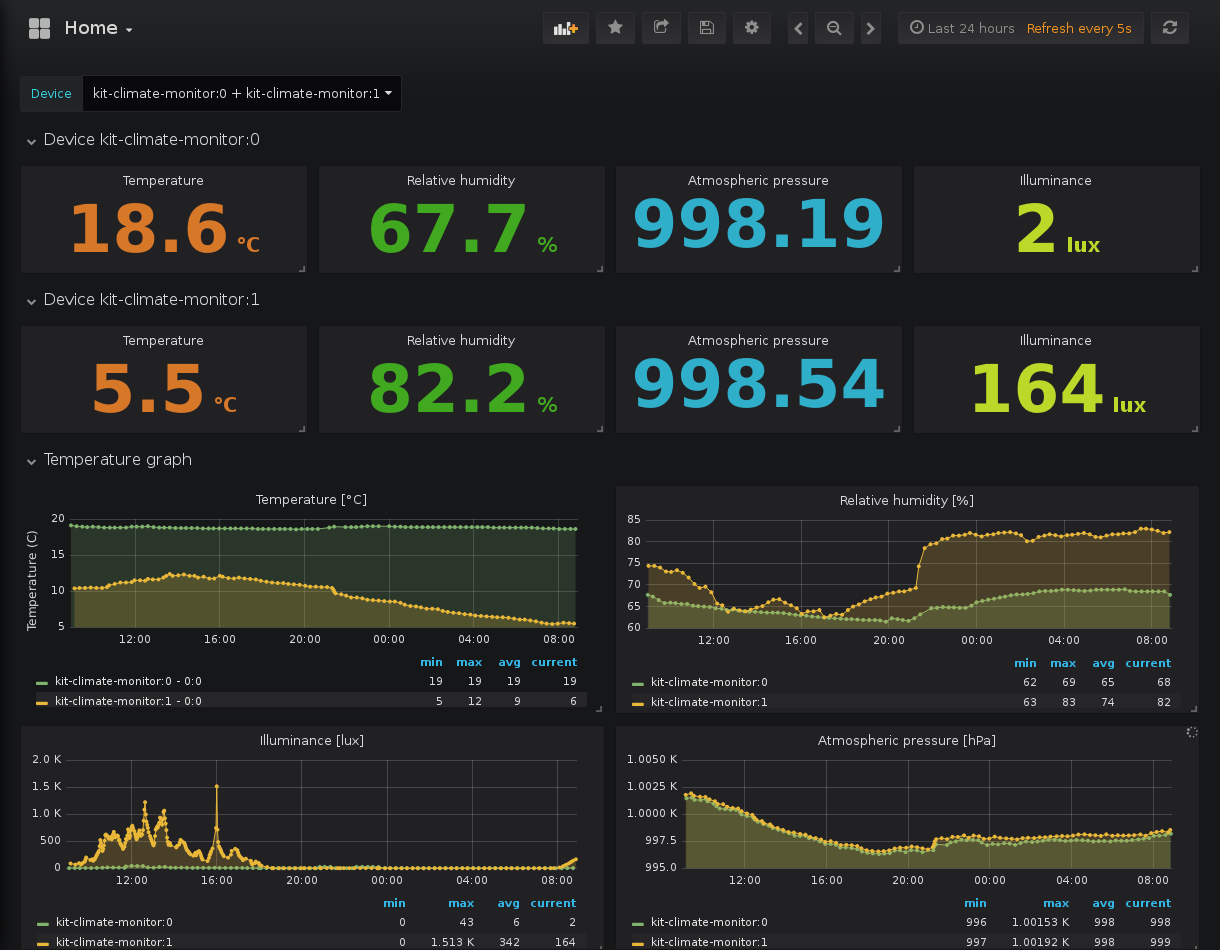 Home
Last 24 hours Refresh every 5s
Device kit-climate-monitor:0 + kit-climate-monitor:1
Device kit-climate-monitor:0
Temperature Relative humidity Atmospheric pressure Illuminance
18.6 °C 67.7 % 998.19 2 lux
Device kit-climate-monitor:1
Temperature Relative humidity Atmospheric pressure Illuminance
5.5 °C 82.2 % 998.54 164 lux
Temperature graph
Temperature [°C]
Temperature (C)
20
15
10
5
12:00 16:00 20:00 00:00 04:00 08:00
min max avg current
kit-climate-monitor:0 - 0:0 19 19 19 19
kit-climate-monitor:1 - 0:0 5 12 9 6
Relative humidity [%]
85
80
75
70
65
60
12:00 16:00 20:00 00:00 04:00 08:00
min max avg current
kit-climate-monitor:0 62 69 65 68
kit-climate-monitor:1 63 83 74 82
Illuminance [lux]
2.0 K
1.5 K
1.0 K
500
0
12:00 16:00 20:00 00:00 04:00 08:00
min max avg current
kit-climate-monitor:0 0 43 6 2
kit-climate-monitor:1 0 1.513 K 342 164
Atmospheric pressure [hPa]
1.0050 K
1.0025 K
1.0000 K
997.5
995.0
12:00 16:00 20:00 00:00 04:00 08:00
min max avg current
kit-climate-monitor:0 996 1.00153 K 998 998
kit-climate-monitor:1 997 1.00192 K 998 999